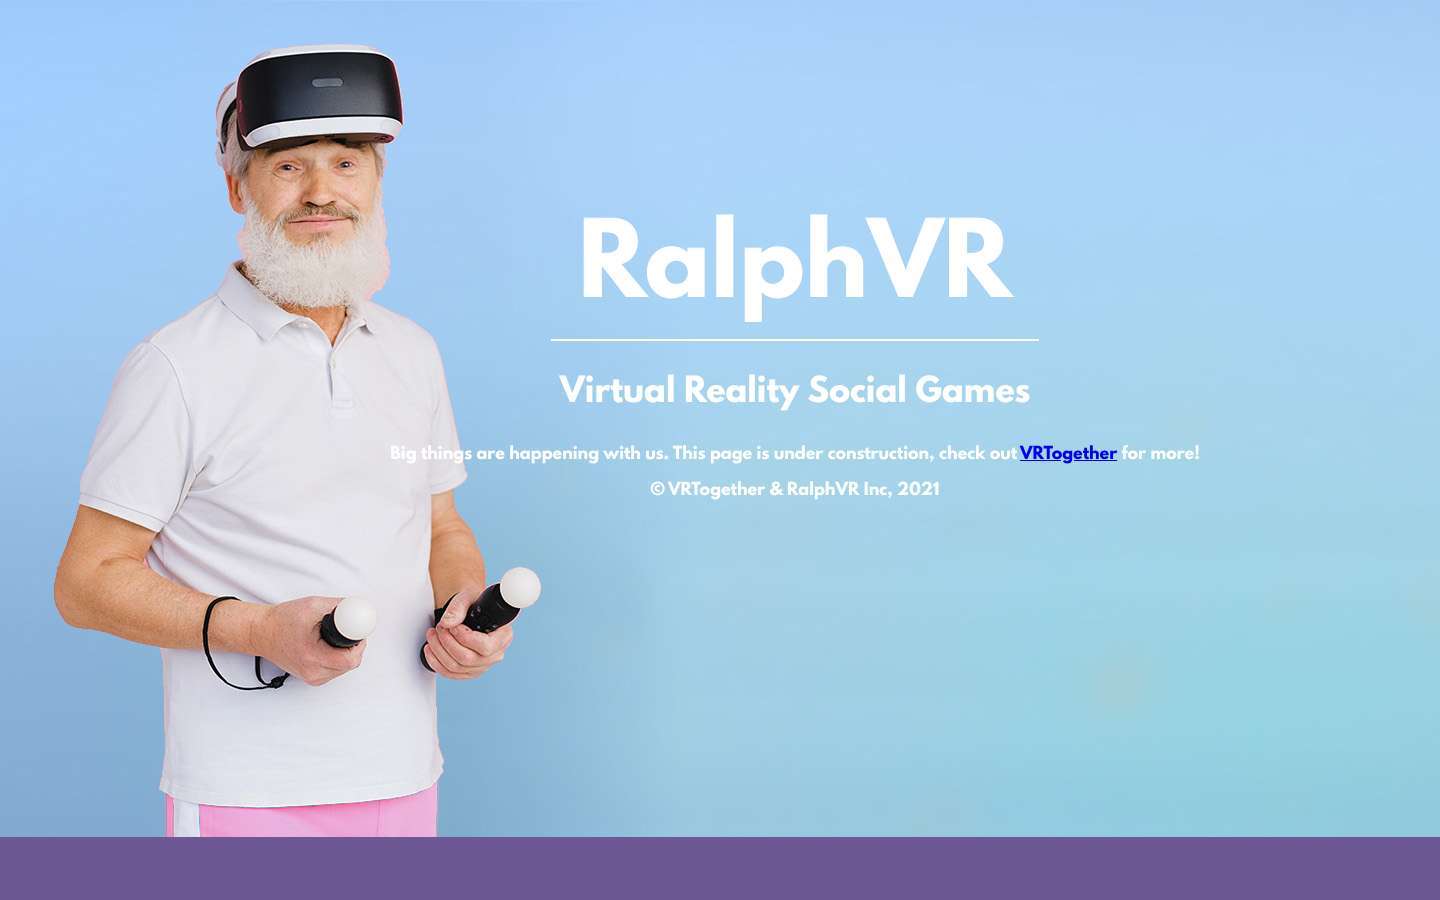 RalphVR
Virtual Reality Social Games
Big things are happening with us. This page is under construction, check out VRTogether for more!
© VRTogether & RalphVR Inc, 2021